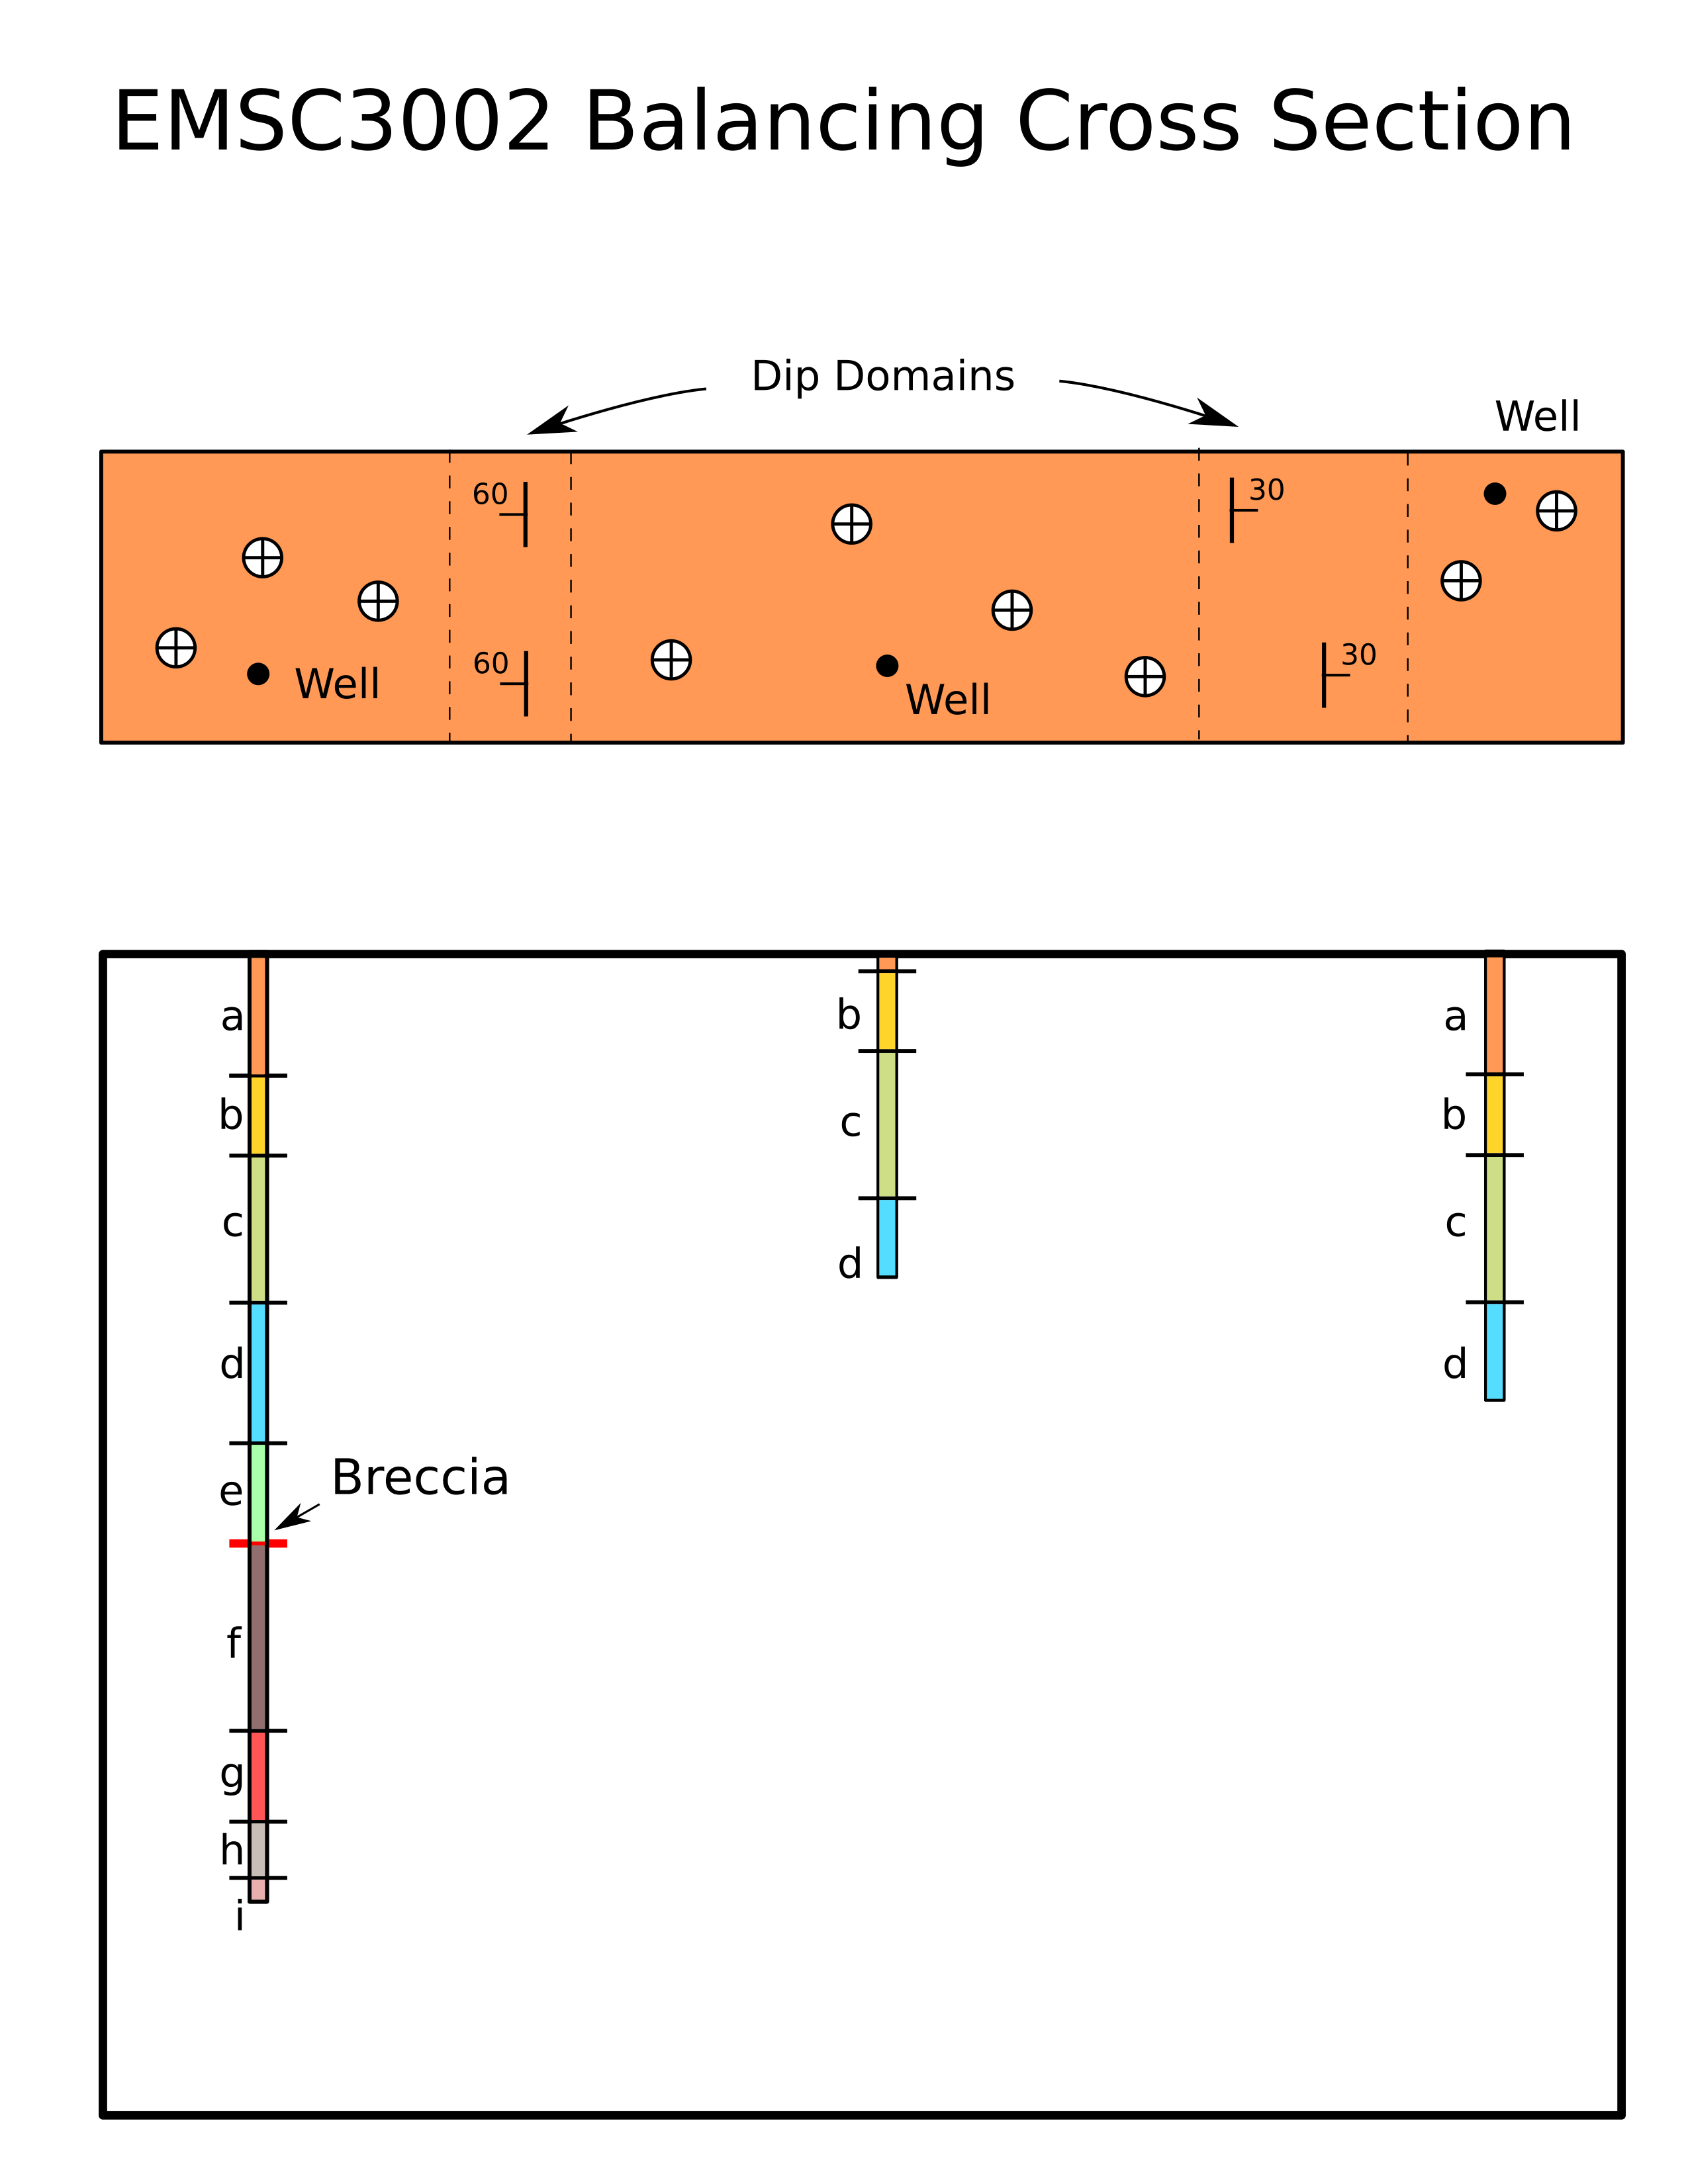 EMSC3002 Balancing Cross Section
Dip Domains
Well
60
30
60
30
Well
Well
a
b
c
d
e
Breccia
f
g
h
i
b
c
d
a
b
c
d